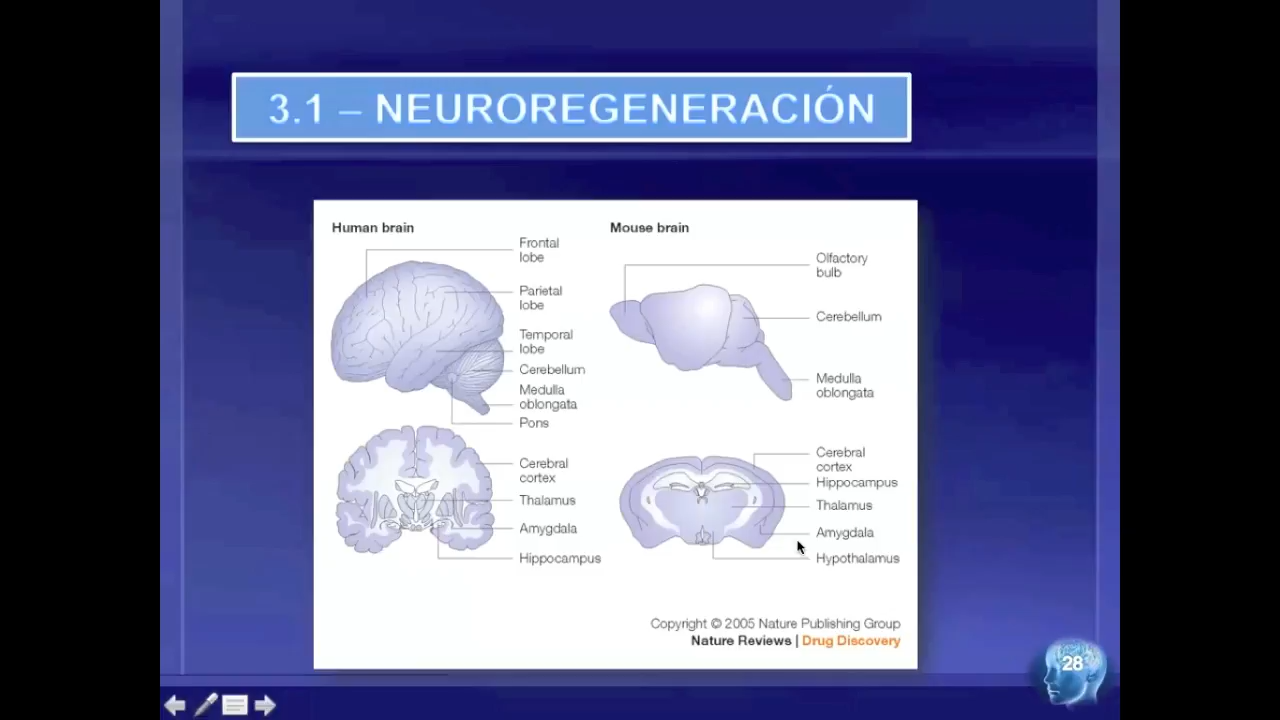 3.1 – NEUROREGENERACIÓN
Human brain
Frontal
lobe
Parietal
lobe
Temporal
lobe
Cerebellum
Medulla
oblongata
Pons
Cerebral
cortex
Thalamus
Amygdala
Hippocampus
Mouse brain
Olfactory
bulb
Cerebellum
Medulla
oblongata
Cerebral
cortex
Hippocampus
Thalamus
Amygdala
Hypothalamus
Copyright © 2005 Nature Publishing Group
Nature Reviews | Drug Discovery
28